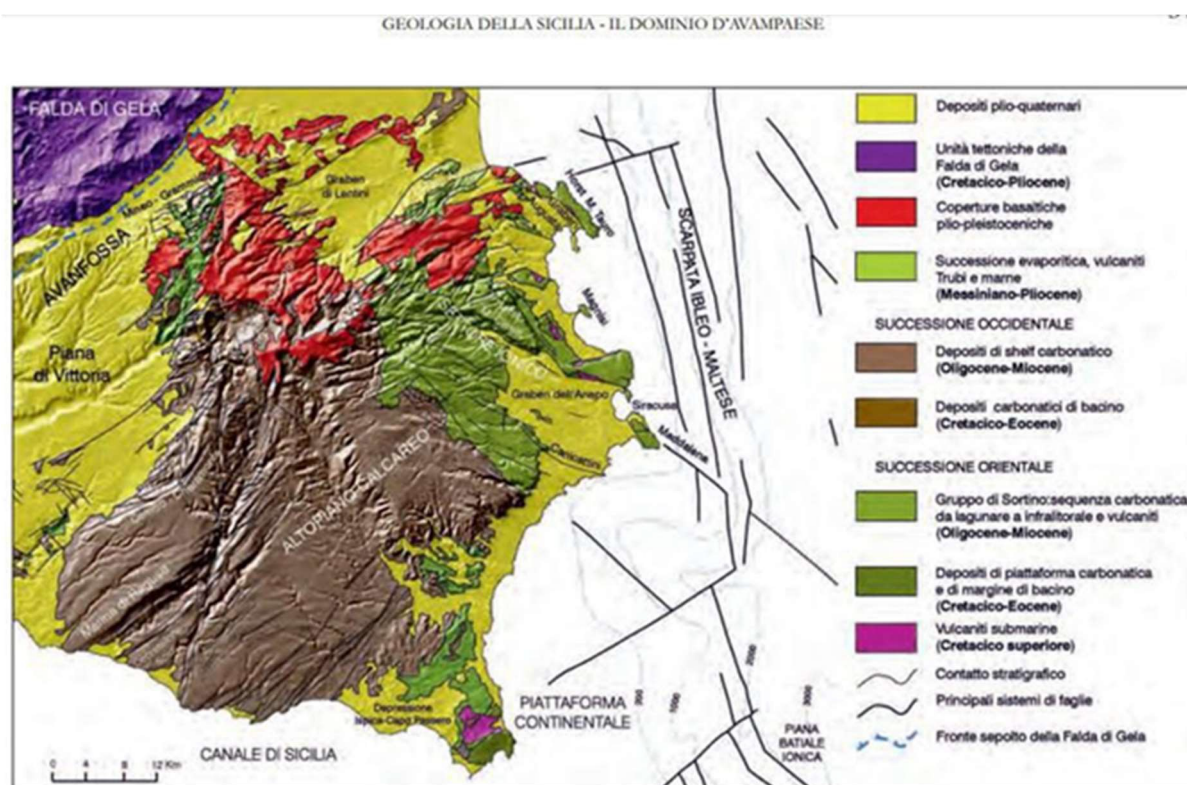 GEOLOGIA DELLA SICILIA - IL DOMINIO D'AVAMPAESE
FALDA DI GELA
Graben
di Lentini
AVANFOSSA
Piana
di Vittoria
Magnisi
SCARPATA IBLEO - MALTESE
Graben dell'Anapo
Siracusa
Maddalena
ALTOPIANO CALCAREO
Depressione
Ispica-Capo Passero
PIATTAFORMA
CONTINENTALE
CANALE DI SICILIA
0 4 8 12 Km
1000
2000
3000
PIANA
BATIALE
IONICA
Depositi plio-quaternari
Unità tettoniche della
Falda di Gela
(Cretacico-Pliocene)
Coperture basaltiche
plio-pleistoceniche
Successione evaporitica, vulcaniti
Trubi e marne
(Messiniano-Pliocene)
SUCCESSIONE OCCIDENTALE
Depositi di shelf carbonatico
(Oligocene-Miocene)
Depositi carbonatici di bacino
(Cretacico-Eocene)
SUCCESSIONE ORIENTALE
Gruppo di Sortino:sequenza carbonatica
da lagunare a infralitorale e vulcaniti
(Oligocene-Miocene)
Depositi di piattaforma carbonatica
e di margine di bacino
(Cretacico-Eocene)
Vulcaniti submarine
(Cretacico superiore)
Contatto stratigrafico
Principali sistemi di faglie
Fronte sepolto della Falda di Gela